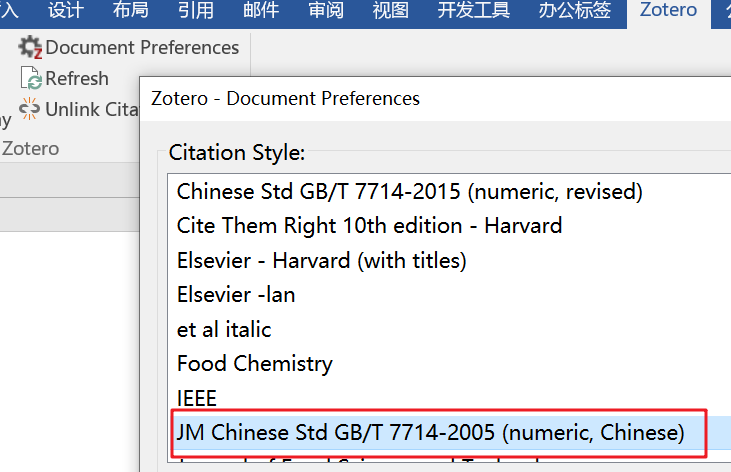 设计 布局 引用 邮件 审阅 视图 开发工具 办公标签 Zotero
Document Preferences
Refresh
Unlink Cita
Zotero
Zotero - Document Preferences
Citation Style:
Chinese Std GB/T 7714-2015 (numeric, revised)
Cite Them Right 10th edition - Harvard
Elsevier - Harvard (with titles)
Elsevier -lan
et al italic
Food Chemistry
IEEE
JM Chinese Std GB/T 7714-2005 (numeric, Chinese)